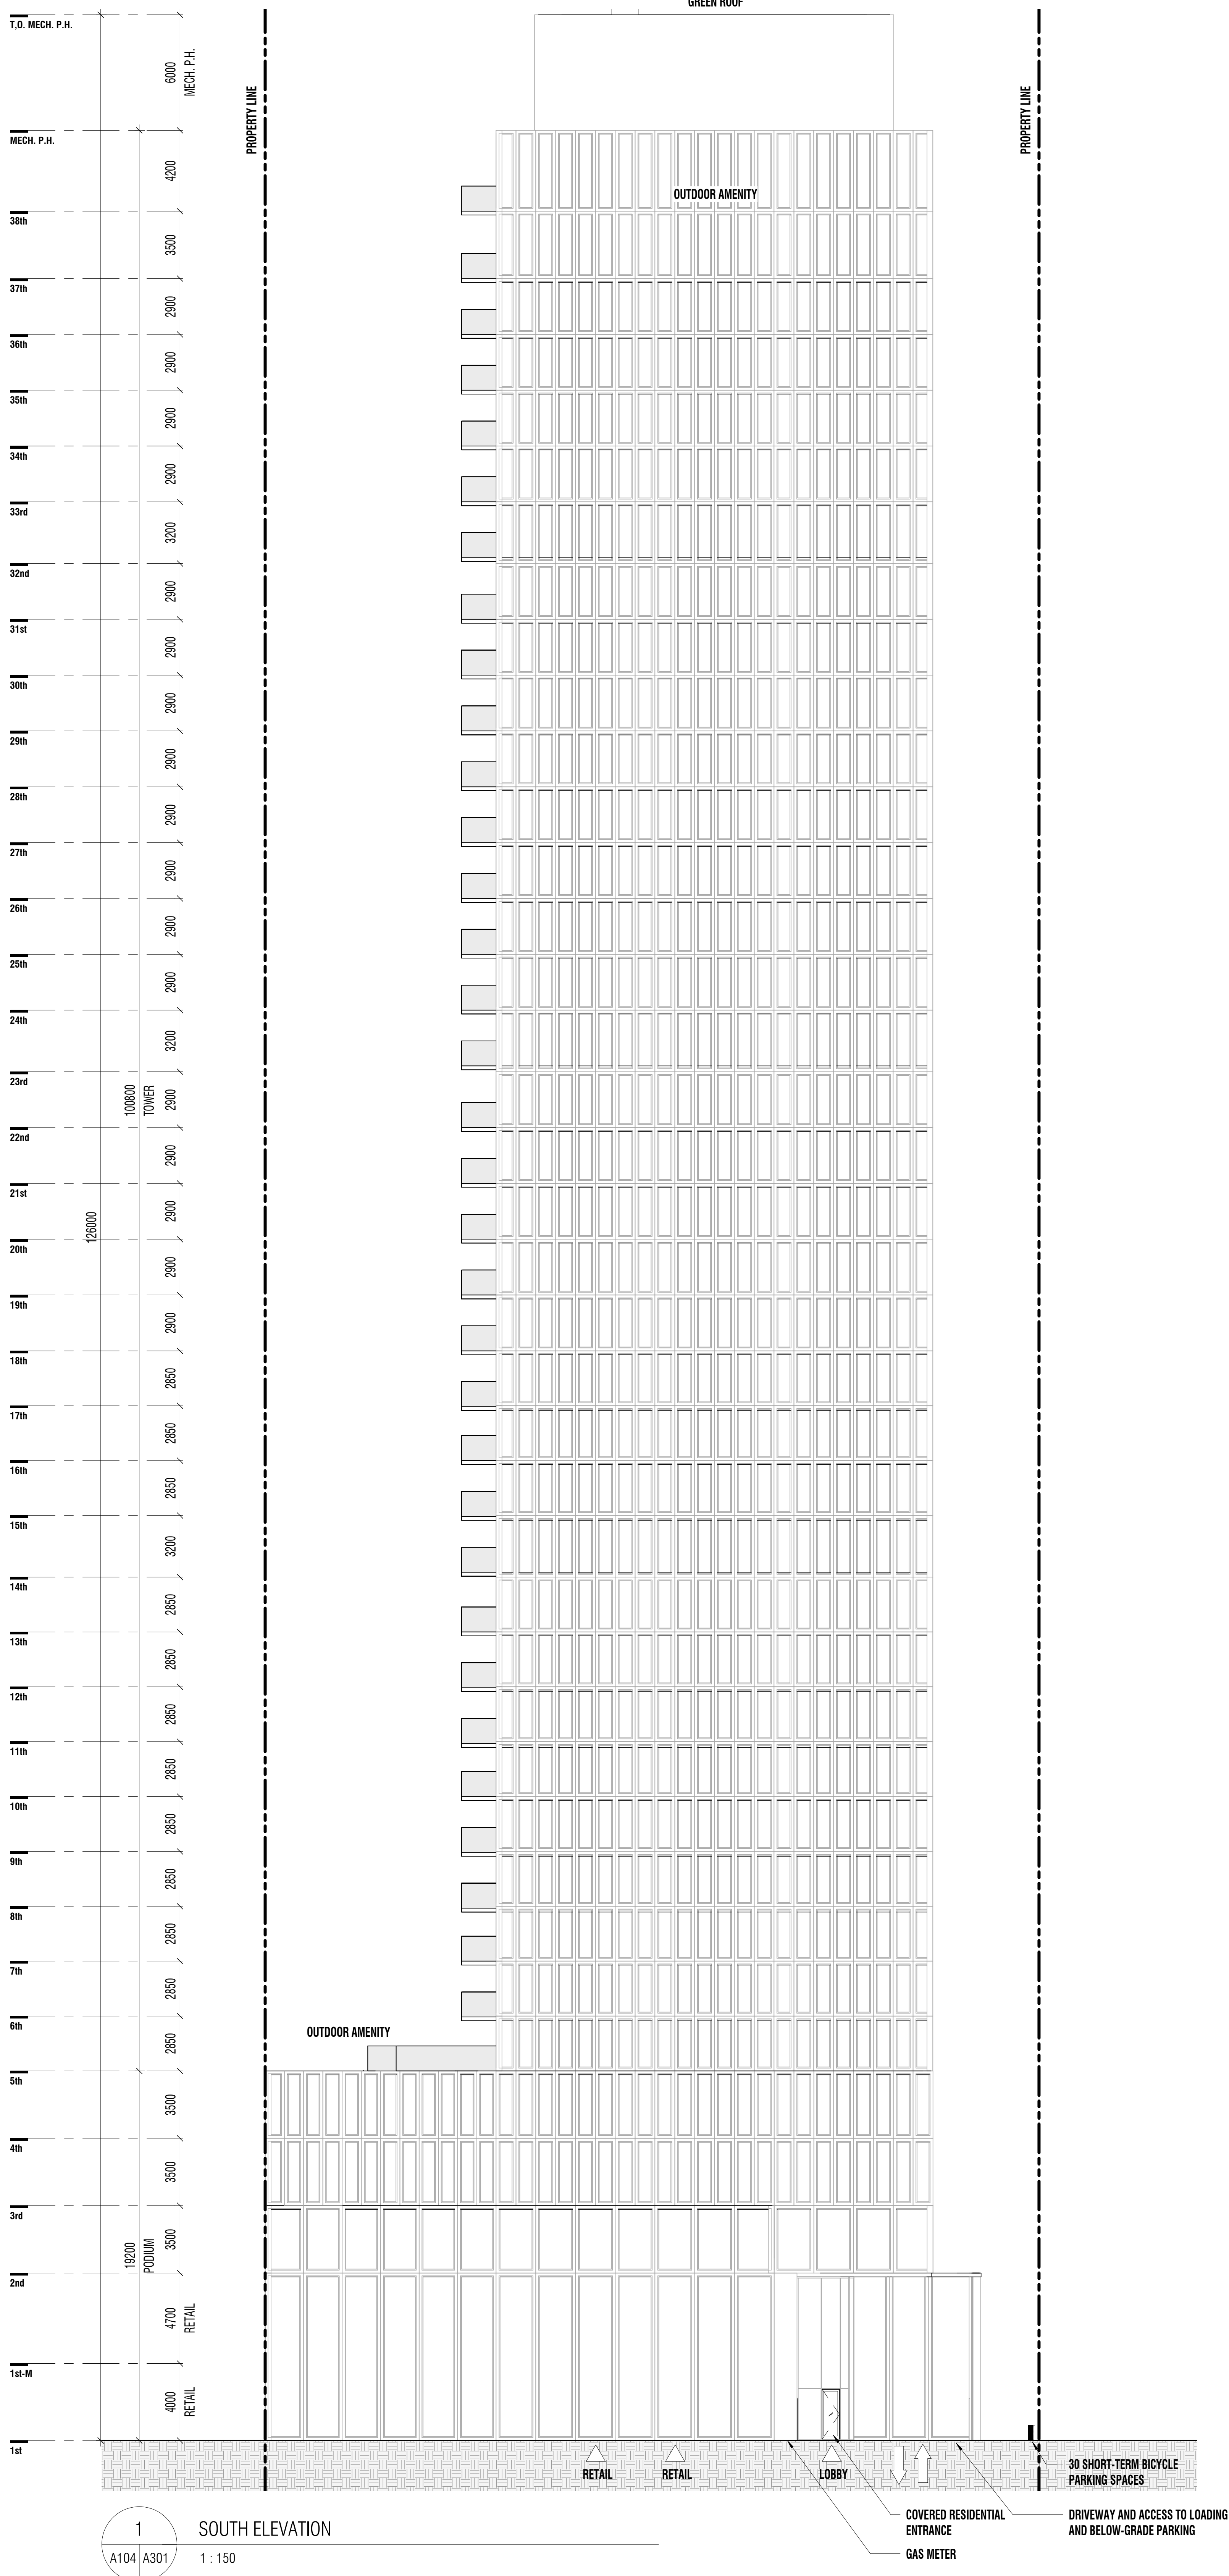 GREEN ROOF
T,O. MECH. P.H.
6000
MECH. P.H.
PROPERTY LINE
PROPERTY LINE
MECH. P.H.
4200
OUTDOOR AMENITY
38th
3500
37th
2900
36th
2900
35th
2900
34th
2900
33rd
3200
32nd
2900
31st
2900
30th
2900
29th
2900
28th
2900
27th
2900
26th
2900
25th
2900
24th
3200
23rd
100800
TOWER
2900
22nd
2900
21st
2900
126000
20th
2900
19th
2900
18th
2850
17th
2850
16th
2850
15th
3200
14th
2850
13th
2850
12th
2850
11th
2850
10th
2850
9th
2850
8th
2850
7th
2850
6th
2850
OUTDOOR AMENITY
5th
3500
4th
3500
3rd
3500
19200
PODIUM
2nd
4700
RETAIL
1st-M
4000
RETAIL
1st
RETAIL
RETAIL
LOBBY
30 SHORT-TERM BICYCLE
PARKING SPACES
COVERED RESIDENTIAL
ENTRANCE
DRIVEWAY AND ACCESS TO LOADING
AND BELOW-GRADE PARKING
GAS METER
1
SOUTH ELEVATION
A104 A301
1 : 150